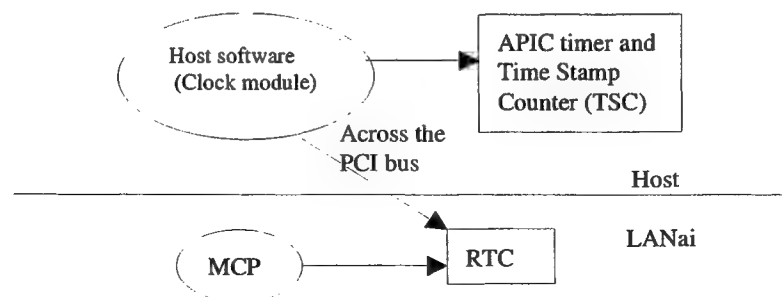 Host software
(Clock module)
APIC timer and
Time Stamp
Counter (TSC)
Across the
PCI bus
Host
LANai
MCP
RTC